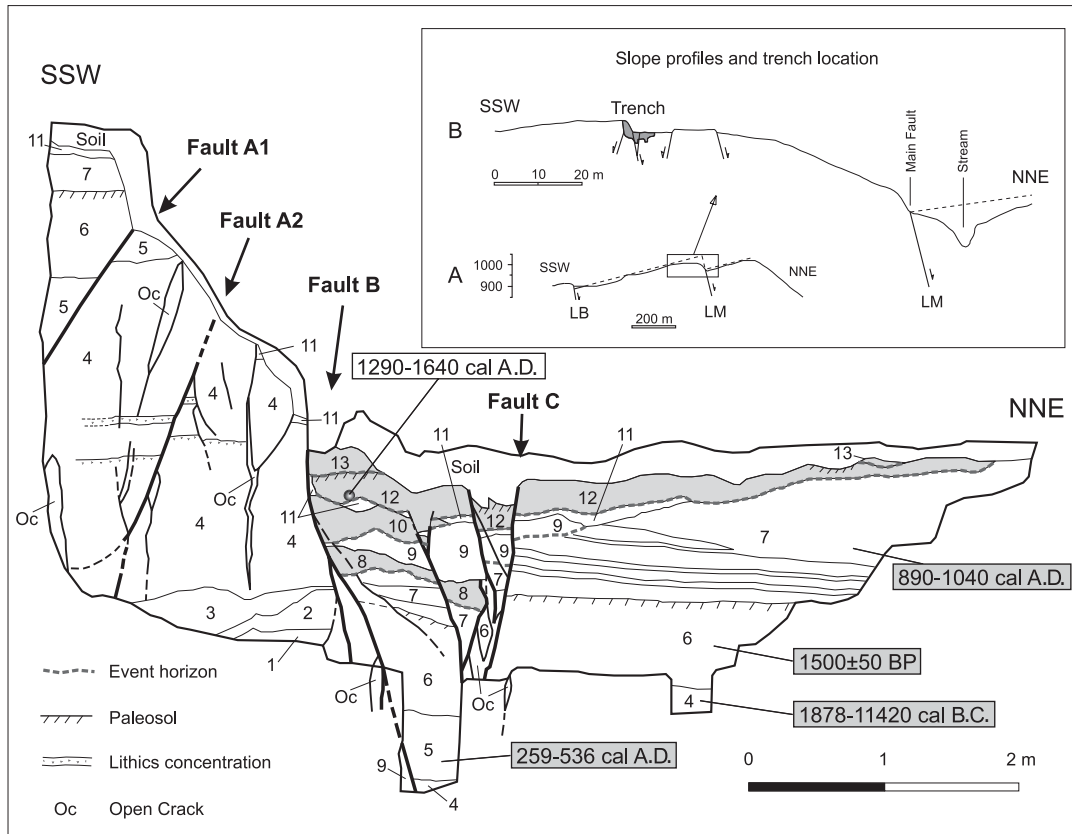 Slope profiles and trench location
SSW
Trench
B
Main Fault
Stream
NNE
0 10 20 m
LM
A
1000
900
SSW
NNE
LB
LM
200 m
SSW
NNE
11
Soil
Fault A1
7
6
Fault A2
5
Oc
5
Fault B
4
11
4
4
11
1290-1640 cal A.D.
Fault C
13
Soil
11
13
12
12
12
11
10
9
9
9
9
7
4
8
8
7
7
7
6
Oc
Oc
4
890-1040 cal A.D.
3
2
1
6
6
1500±50 BP
Oc
Oc
4
1878-11420 cal B.C.
5
259-536 cal A.D.
9
4
Event horizon
Paleosol
Lithics concentration
Oc Open Crack
0 1 2 m